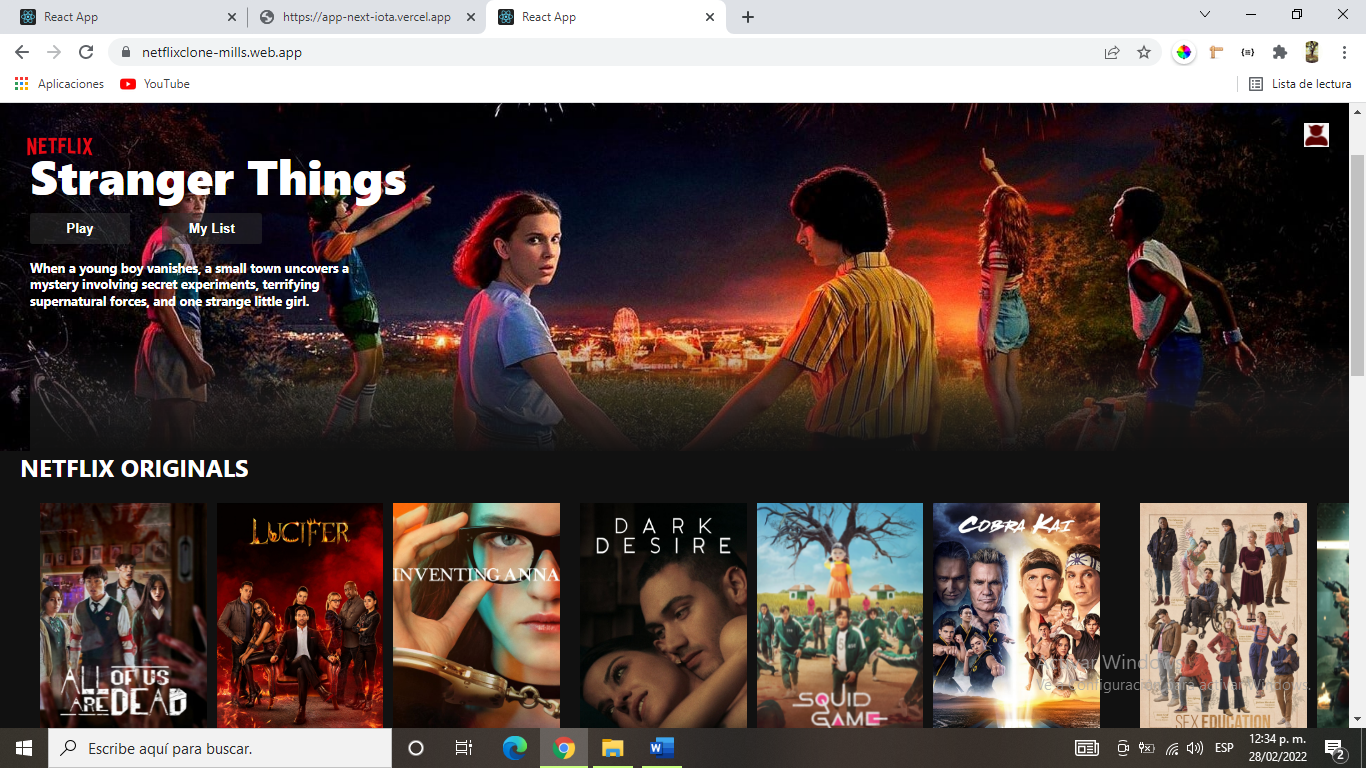 React App
https://app-next-iota.vercel.app
React App
netflixclone-mills.web.app
Aplicaciones
YouTube
Lista de lectura
NETFLIX
Stranger Things
Play
My List
When a young boy vanishes, a small town uncovers a
mystery involving secret experiments, terrifying
supernatural forces, and one strange little girl.
NETFLIX ORIGINALS
ALL OF US
ARE DEAD
LUCIFER
INVENTING ANNA
DARK
DESIRE
SQUID
GAME
COBRA KAI
SEX EDUCATION
Activar Windows
Ve a Configuración para activar Windows.
Escribe aquí para buscar.
ESP
12:34 p. m.
28/02/2022
2